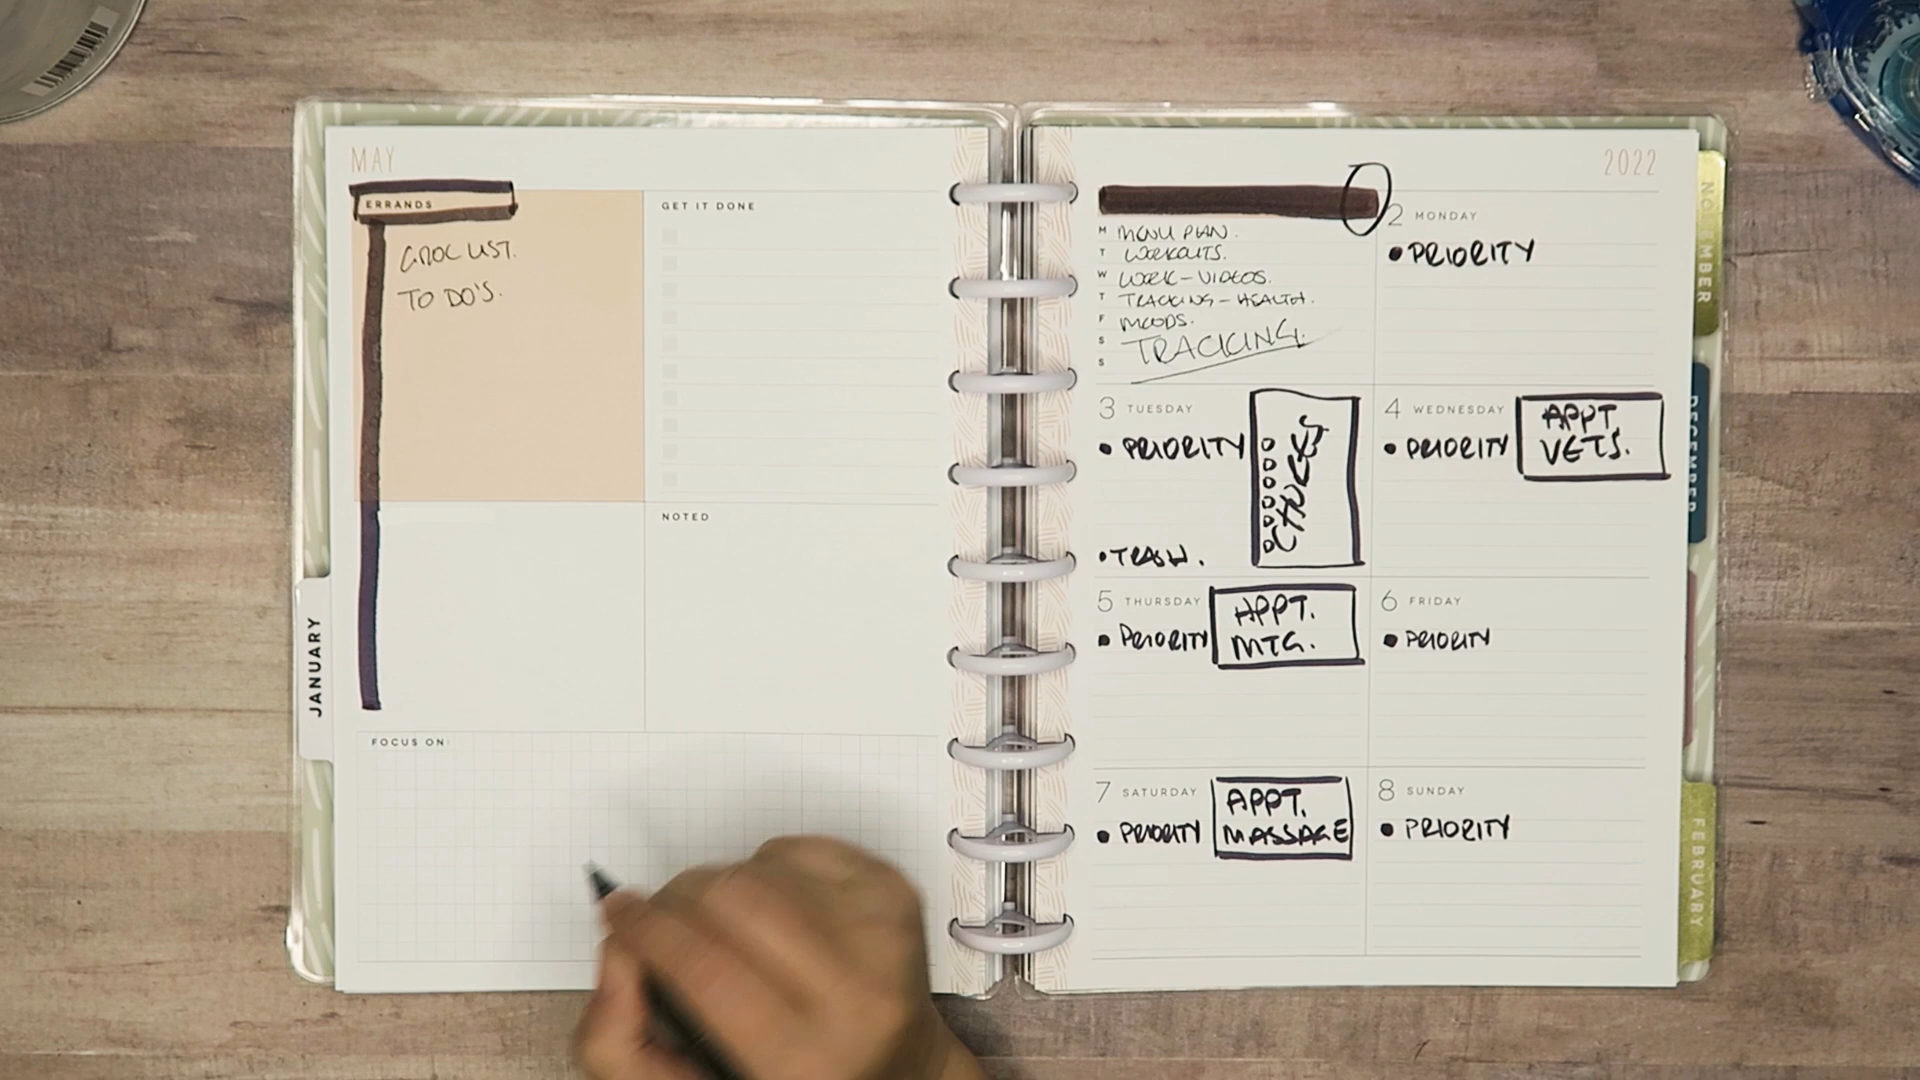 MAY
ERRANDS
GROC LIST.
TO DO'S.
GET IT DONE
NOTED
FOCUS ON:
JANUARY
2022
M MENU PLAN.
T WORKOUTS.
W WORK - VIDEOS.
T TRACKING - HEALTH.
F MOODS.
S TRACKING.
S
2 MONDAY
• PRIORITY
3 TUESDAY
• PRIORITY
CHORES
• TRASH.
4 WEDNESDAY
• PRIORITY
APPT
VETS.
5 THURSDAY
• PRIORITY
APPT.
MTG.
6 FRIDAY
• PRIORITY
7 SATURDAY
• PRIORITY
APPT.
MASSAGE
8 SUNDAY
• PRIORITY
DECEMBER
FEBRUARY